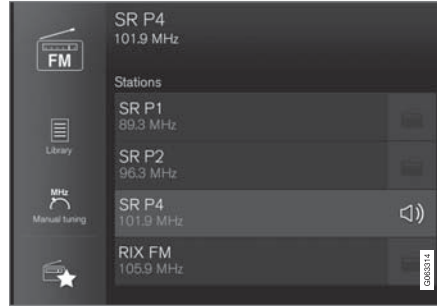 SR P4
101.9 MHz
FM
Stations
SR P1
89.3 MHz
Library
SR P2
96.3 MHz
MHz
Manual tuning
SR P4
101.9 MHz
RIX FM
105.9 MHz
G063314